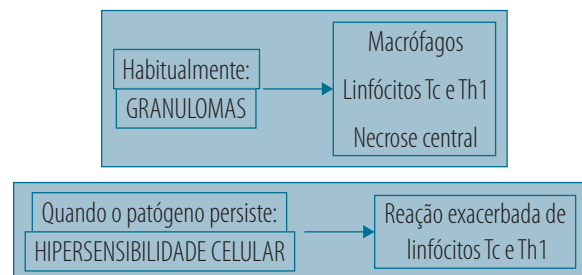 Habitualmente:
GRANULOMAS
Macrófagos
Linfócitos Tc e Th1
Necrose central
Quando o patógeno persiste:
HIPERSENSIBILIDADE CELULAR
Reação exacerbada de
linfócitos Tc e Th1